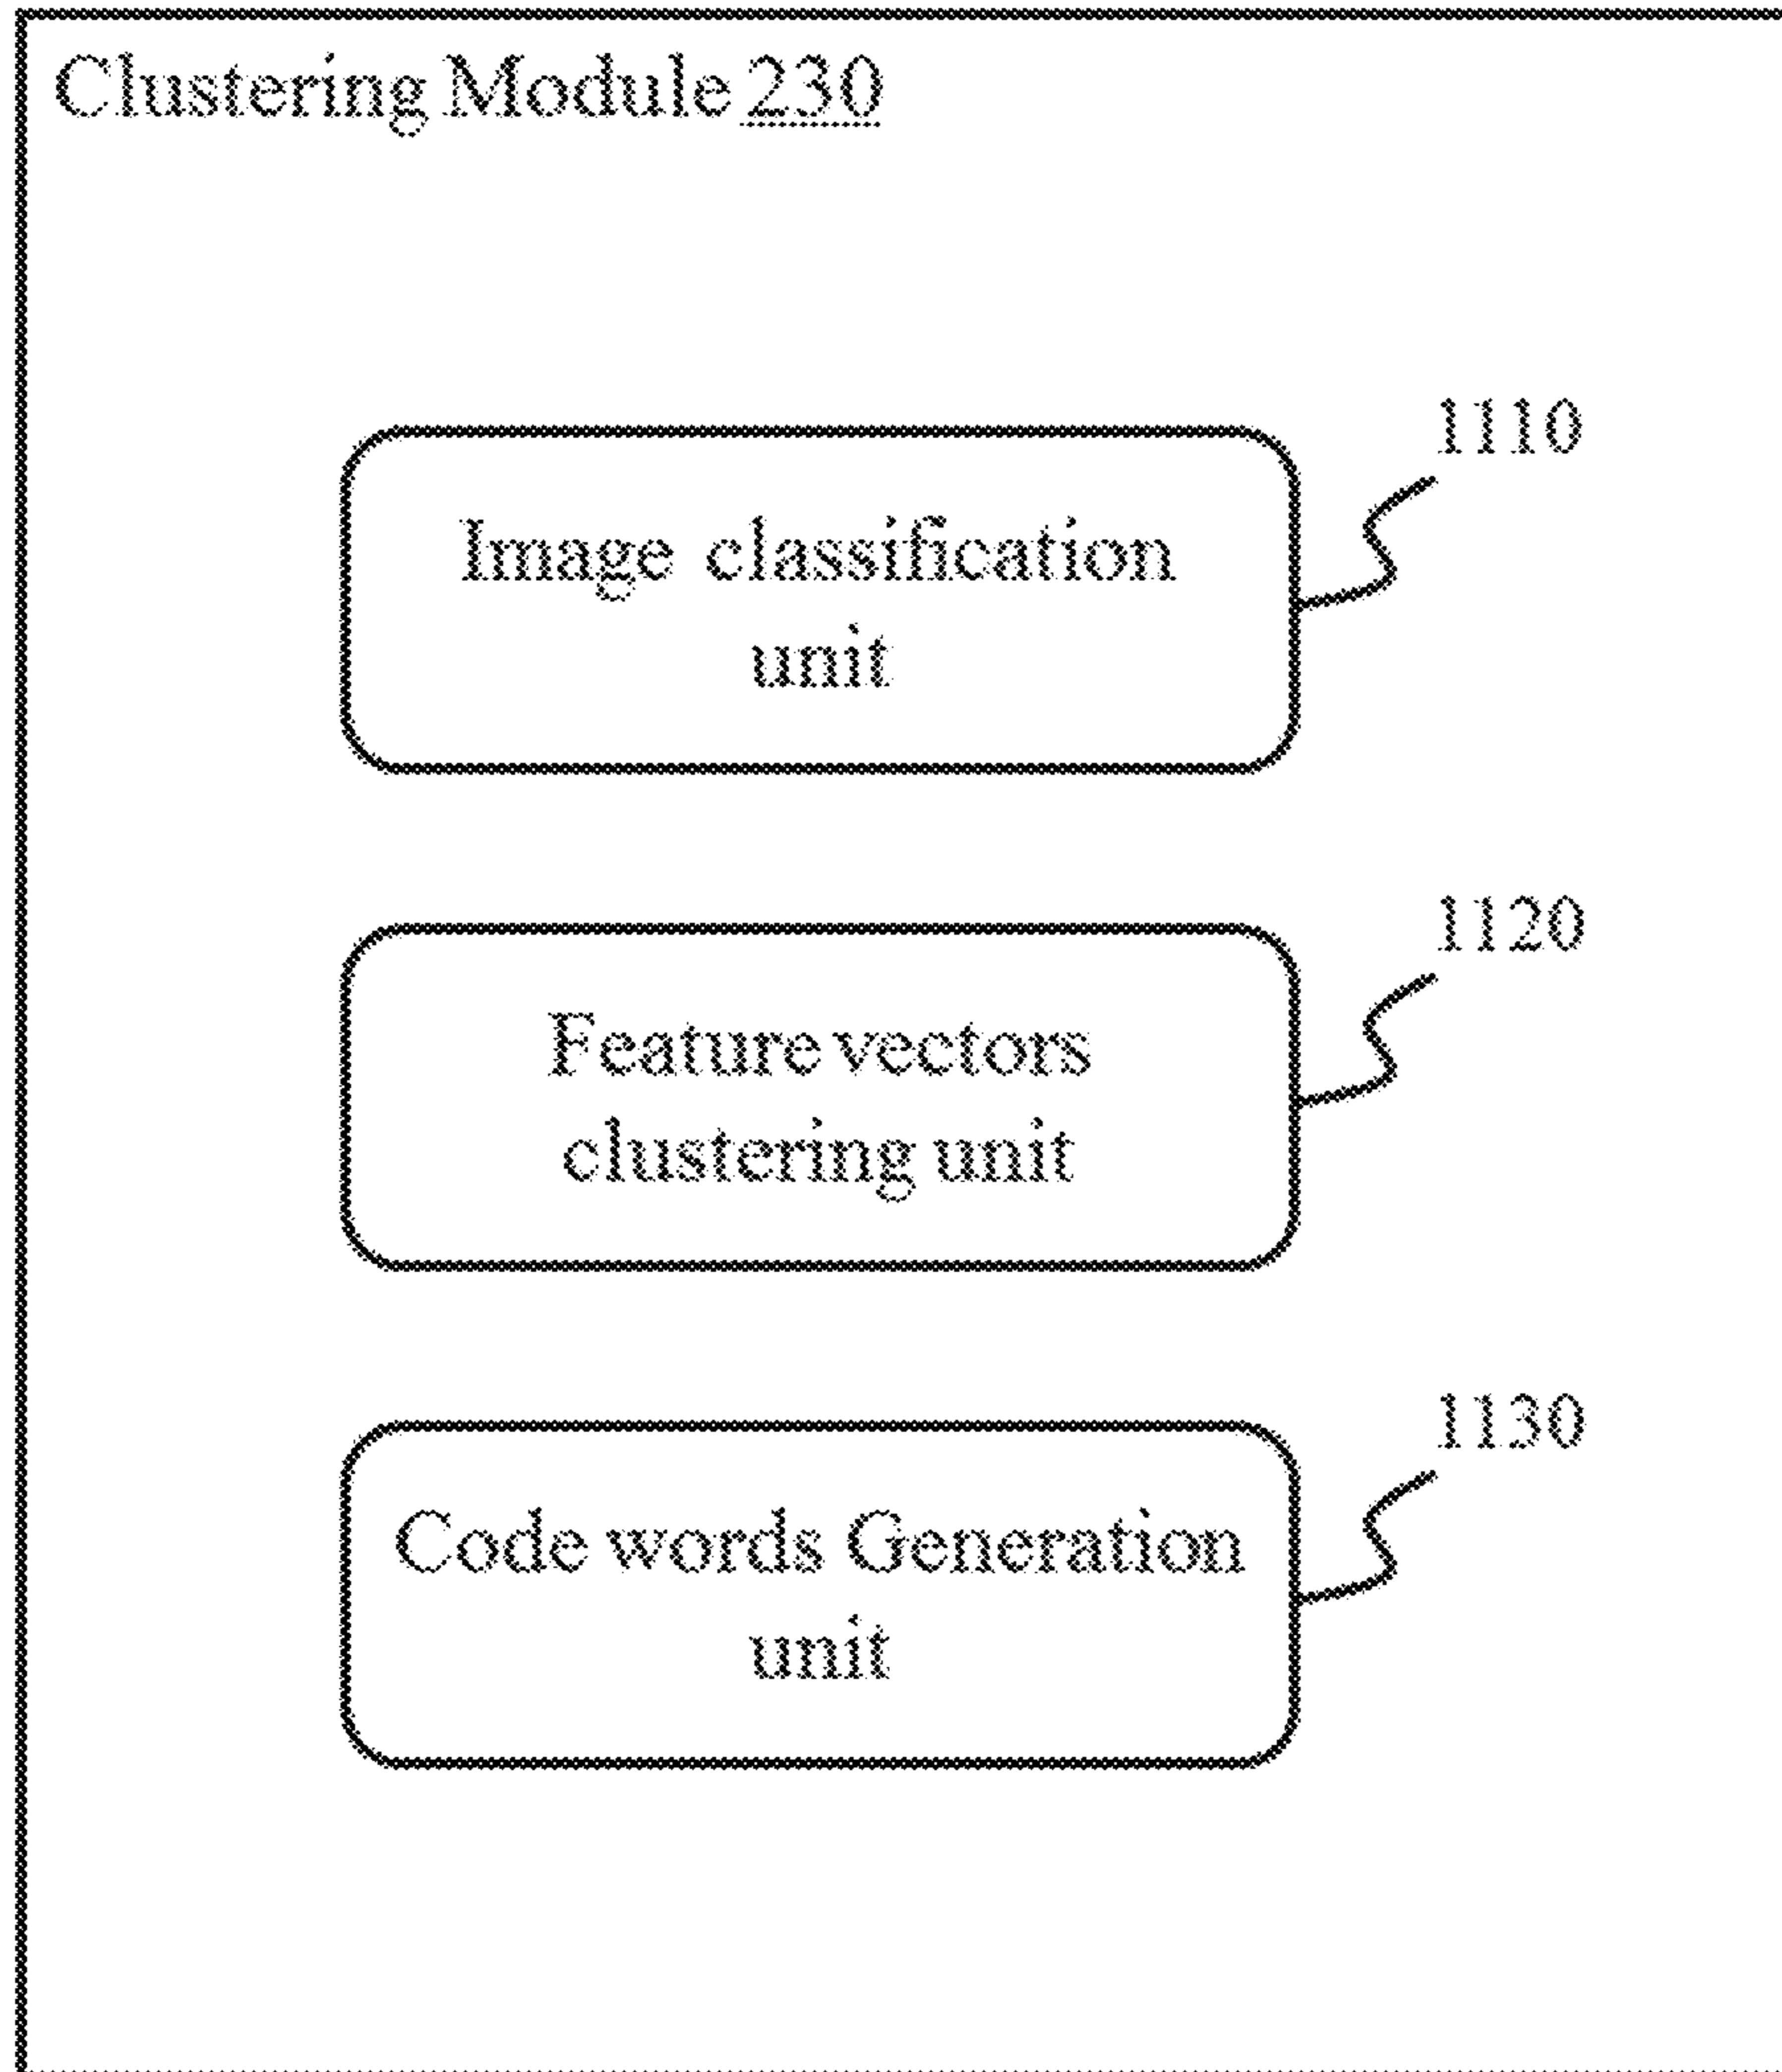 Clustering Module 230
1110
Image classification
unit
1120
Feature vectors
clustering unit
1130
Code words Generation
unit